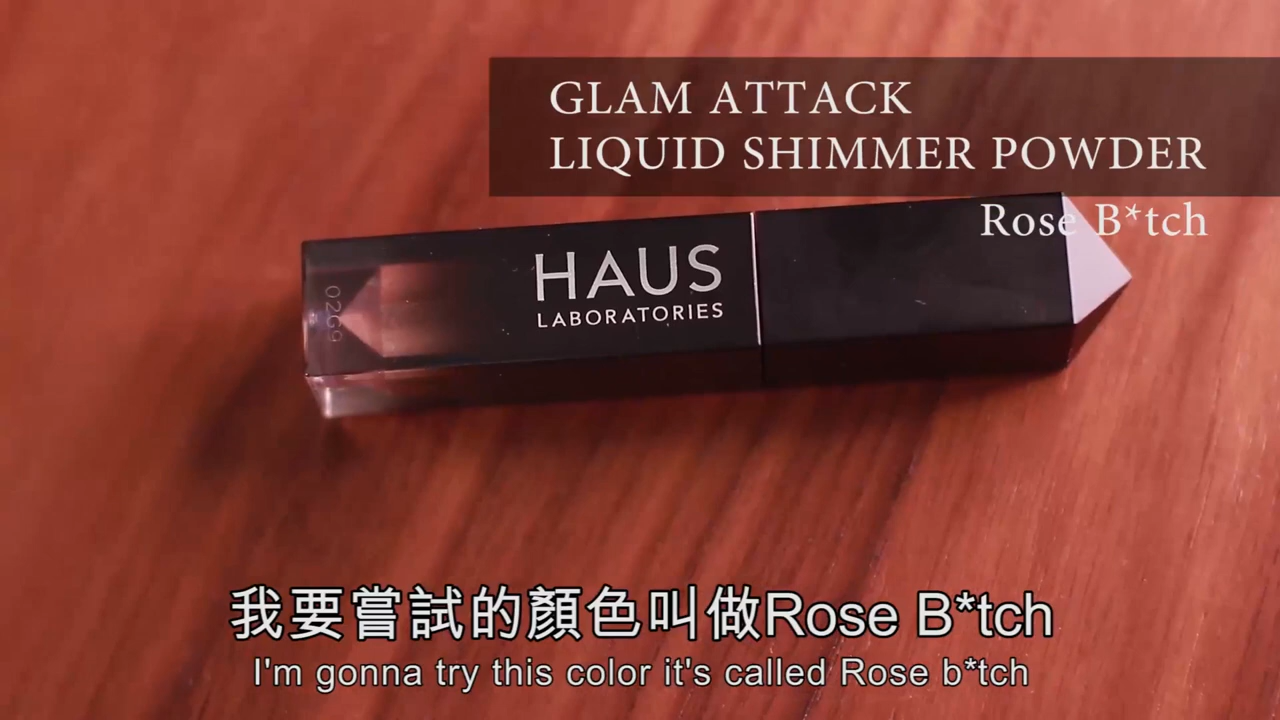 GLAM ATTACK
LIQUID SHIMMER POWDER
Rose B*tch
HAUS
LABORATORIES
0269
我要嘗試的顏色叫做Rose B*tch
I'm gonna try this color it's called Rose b*tch